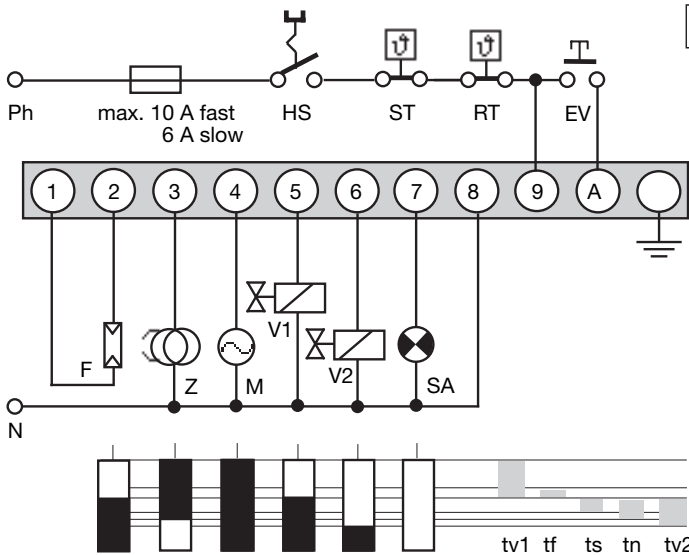 ϑ ϑ
Ph max. 10 A fast HS ST RT EV
6 A slow
1 2 3 4 5 6 7 8 9 A
V1
F Z M V2 SA
N
tv1 tf ts tn tv2